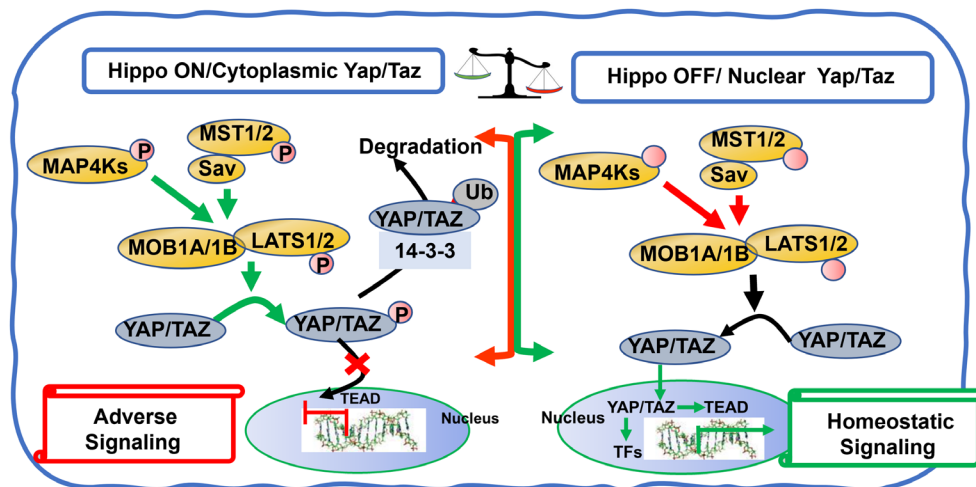 Hippo ON/Cytoplasmic Yap/Taz
MST1/2
P
Sav
MAP4Ks
P
Degradation
Ub
YAP/TAZ
14-3-3
MOB1A/1B
LATS1/2
P
YAP/TAZ
YAP/TAZ
P
TEAD
Nucleus
Adverse
Signaling
Hippo OFF/ Nuclear Yap/Taz
MST1/2
Sav
MAP4Ks
MOB1A/1B
LATS1/2
YAP/TAZ
YAP/TAZ
Nucleus
YAP/TAZ
TEAD
TFs
Homeostatic
Signaling